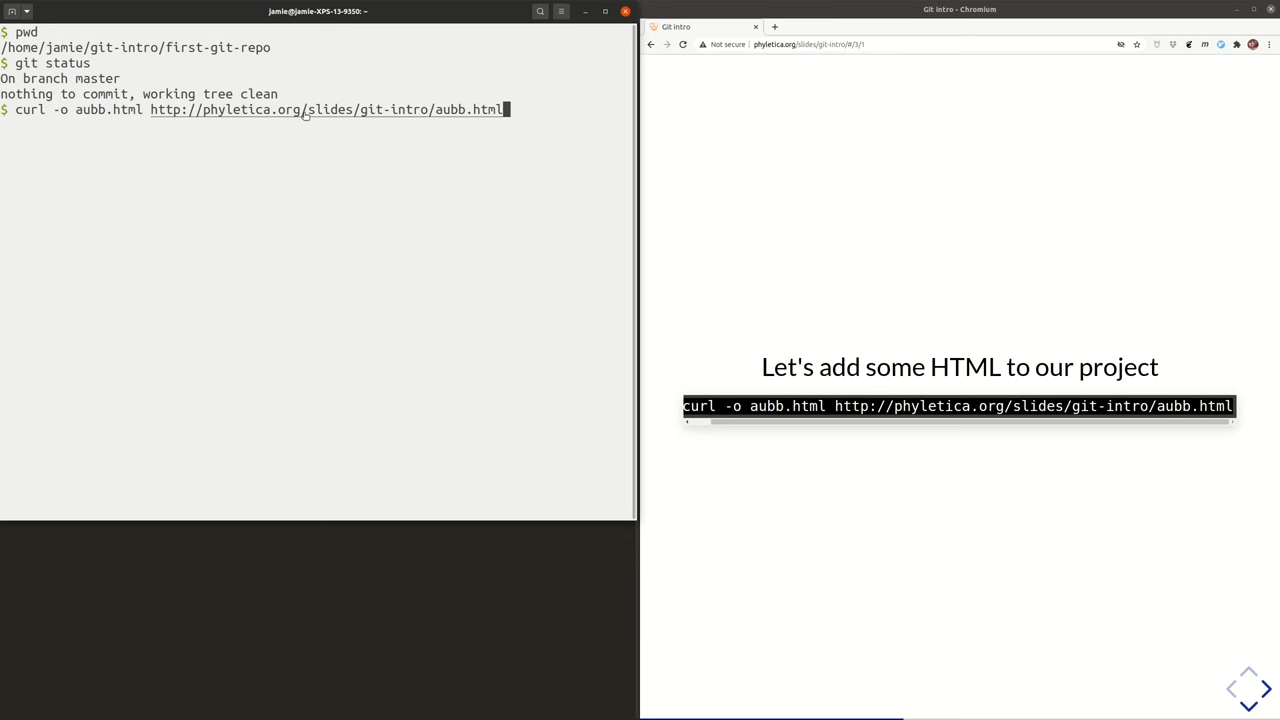 jamie@jamie-XPS-13-9350: ~
$ pwd
/home/jamie/git-intro/first-git-repo
$ git status
On branch master
nothing to commit, working tree clean
$ curl -o aubb.html http://phyletica.org/slides/git-intro/aubb.html
Git intro - Chromium
Git intro
Not secure
phyletica.org/slides/git-intro/#/3/1
Let's add some HTML to our project
curl -o aubb.html http://phyletica.org/slides/git-intro/aubb.html